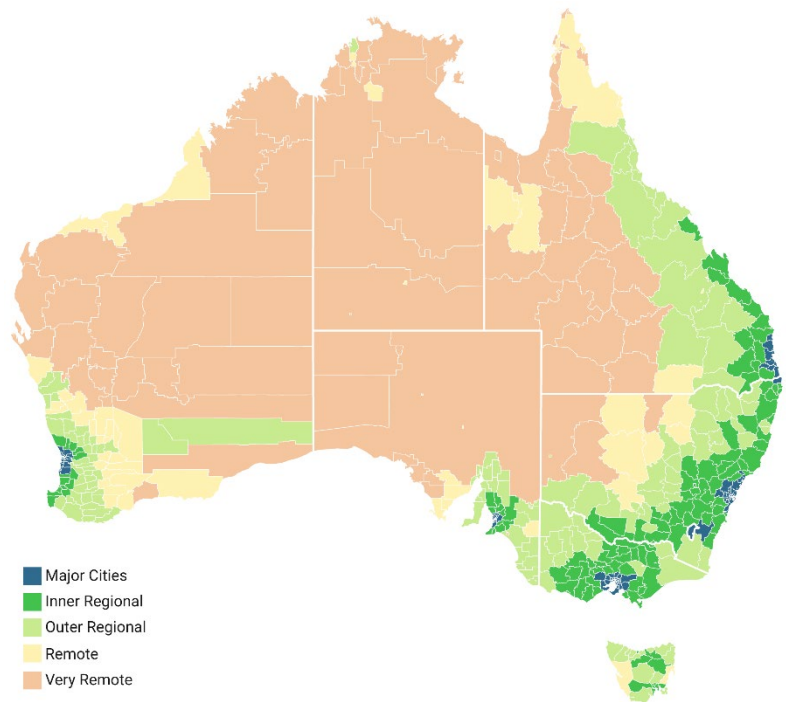 Major Cities
Inner Regional
Outer Regional
Remote
Very Remote